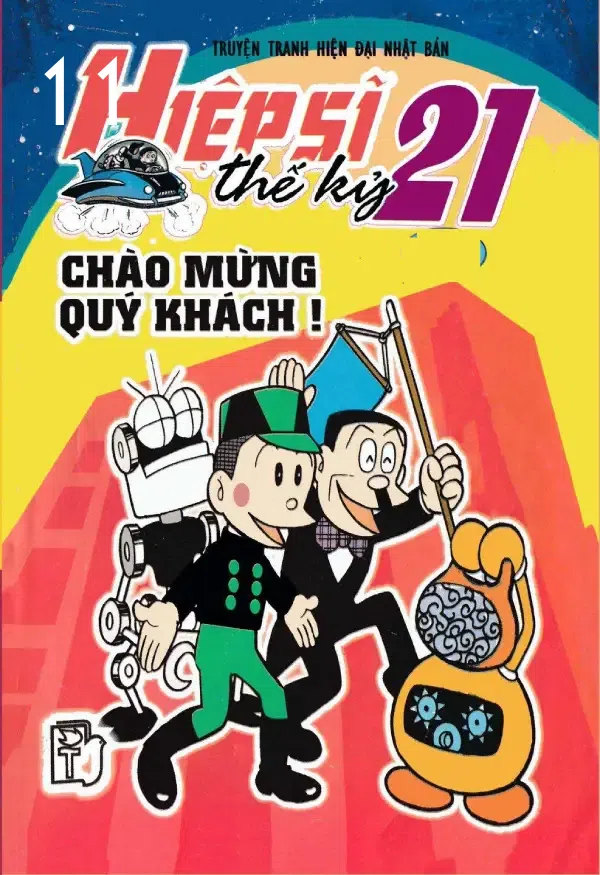 TRUYỆN TRANH HIỆN ĐẠI NHẬT BẢN
11
HIỆP SĨ
thế kỷ 21
CHÀO MỪNG
QUÝ KHÁCH !
T